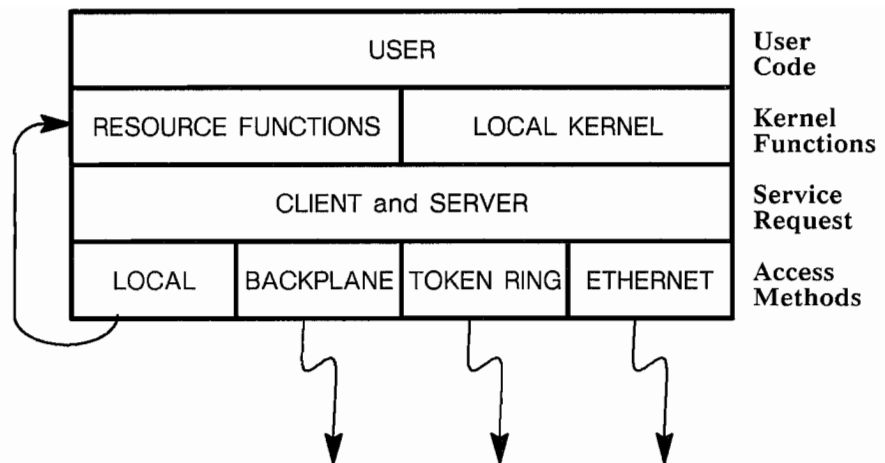 USER
User
Code
RESOURCE FUNCTIONS
LOCAL KERNEL
Kernel
Functions
CLIENT and SERVER
Service
Request
LOCAL
BACKPLANE
TOKEN RING
ETHERNET
Access
Methods